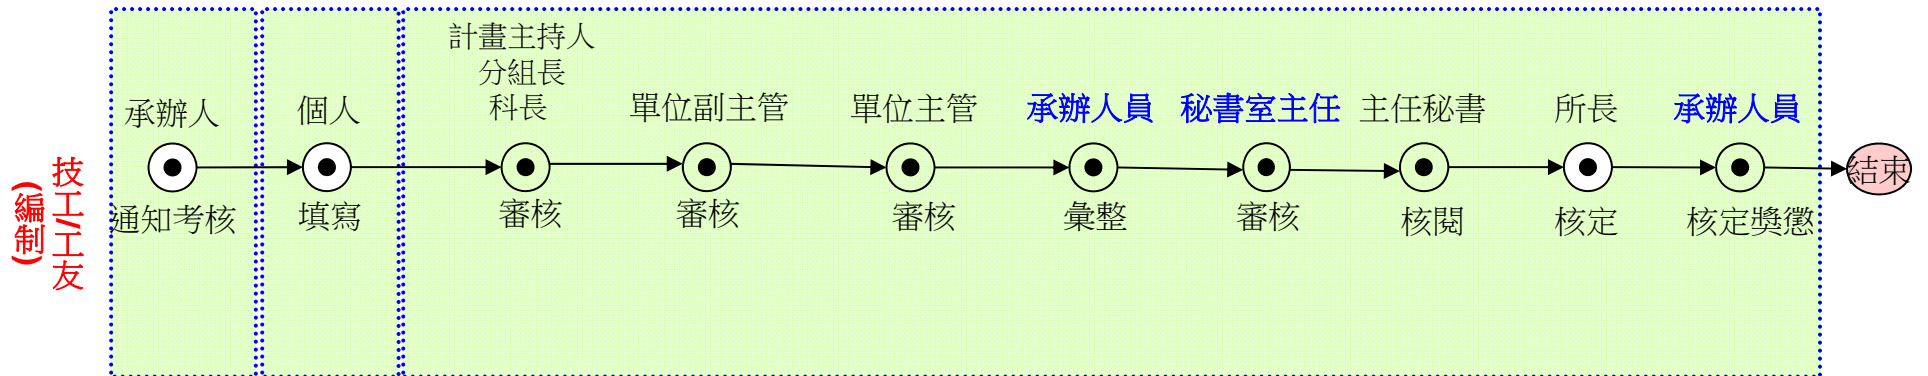 技工/工友
(編制)
承辦人
通知考核
個人
填寫
計畫主持人
分組長
科長
審核
單位副主管
審核
單位主管
審核
承辦人員
彙整
秘書室主任
審核
主任秘書
核閱
所長
核定
承辦人員
核定獎懲
結束